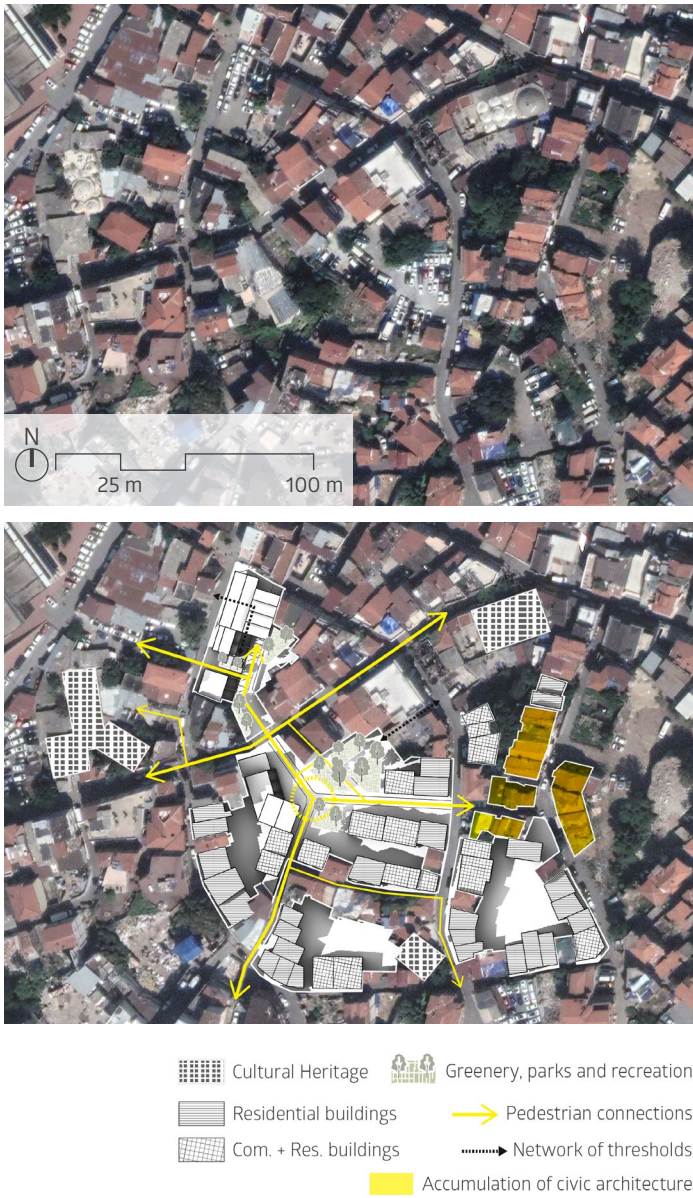 N
25 m 100 m
Cultural Heritage Greenery, parks and recreation
Residential buildings Pedestrian connections
Com. + Res. buildings Network of thresholds
Accumulation of civic architecture